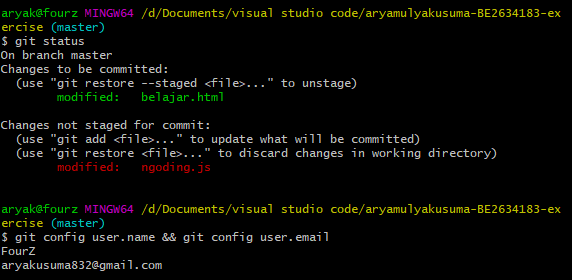 aryak@fourz MINGW64 /d/Documents/visual studio code/aryamulyakusuma-BE2634183-ex
ercise (master)
$ git status
On branch master
Changes to be committed:
  (use "git restore --staged <file>..." to unstage)
        modified:   belajar.html

Changes not staged for commit:
  (use "git add <file>..." to update what will be committed)
  (use "git restore <file>..." to discard changes in working directory)
        modified:   ngoding.js


aryak@fourz MINGW64 /d/Documents/visual studio code/aryamulyakusuma-BE2634183-ex
ercise (master)
$ git config user.name && git config user.email
FourZ
aryakusuma832@gmail.com